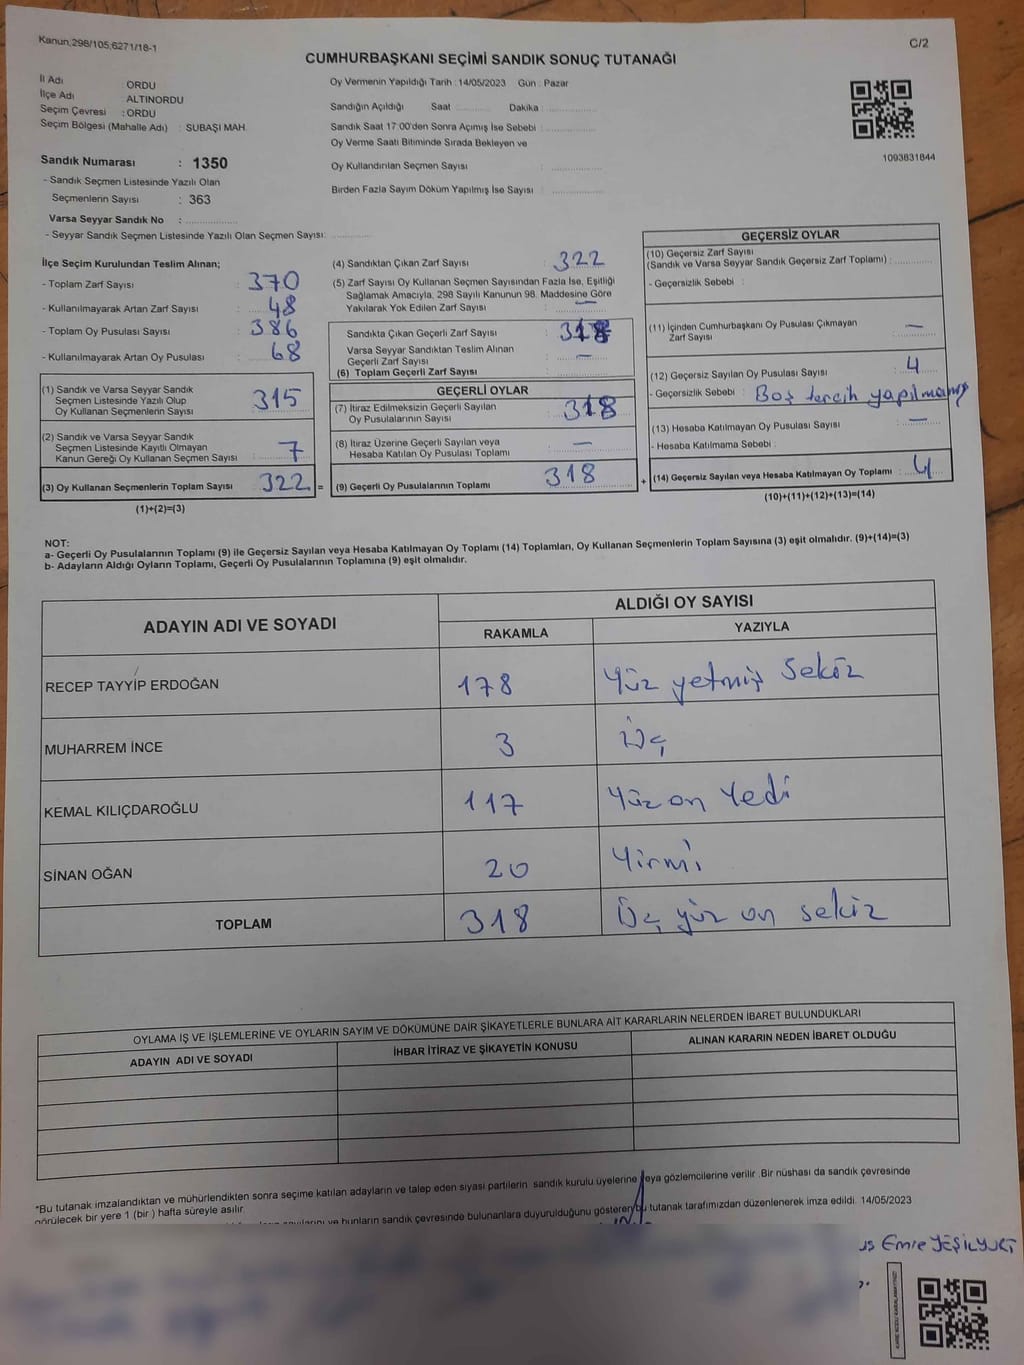 Kanun;298/105;6271/18-1
C/2
CUMHURBAŞKANI SEÇİMİ SANDIK SONUÇ TUTANAĞI
İl Adı : ORDU
İlçe Adı : ALTINORDU
Seçim Çevresi : ORDU
Seçim Bölgesi (Mahalle Adı) : SUBAŞI MAH.
Oy Vermenin Yapıldığı Tarih : 14/05/2023 Gün : Pazar
Sandığın Açıldığı Saat ........... Dakika : ...............
Sandık Saat 17:00'den Sonra Açımış İse Sebebi : ...............
Oy Verme Saati Bitiminde Sırada Bekleyen ve
Oy Kullandırılan Seçmen Sayısı : ...............
Birden Fazla Sayım Döküm Yapılmış İse Sayısı : ...............
1093831844
Sandık Numarası : 1350
- Sandık Seçmen Listesinde Yazılı Olan
Seçmenlerin Sayısı : 363
Varsa Seyyar Sandık No : ...............
- Seyyar Sandık Seçmen Listesinde Yazılı Olan Seçmen Sayısı: ...........
İlçe Seçim Kurulundan Teslim Alınan;
- Toplam Zarf Sayısı : 370
- Kullanılmayarak Artan Zarf Sayısı : 48
- Toplam Oy Pusulası Sayısı : 386
- Kullanılmayarak Artan Oy Pusulası : 68
(1) Sandık ve Varsa Seyyar Sandık
Seçmen Listesinde Yazılı Olup
Oy Kullanan Seçmenlerin Sayısı : 315
(2) Sandık ve Varsa Seyyar Sandık
Seçmen Listesinde Kayıtlı Olmayan
Kanun Gereği Oy Kullanan Seçmen Sayısı : 7
(3) Oy Kullanan Seçmenlerin Toplam Sayısı 322 =
(1)+(2)=(3)
(4) Sandıktan Çıkan Zarf Sayısı : 322
(5) Zarf Sayısı Oy Kullanan Seçmen Sayısından Fazla İse, Eşitliği
Sağlamak Amacıyla, 298 Sayılı Kanunun 98. Maddesine Göre
Yakılarak Yok Edilen Zarf Sayısı : —
Sandıkta Çıkan Geçerli Zarf Sayısı : 318
Varsa Seyyar Sandıktan Teslim Alınan
Geçerli Zarf Sayısı : —
(6) Toplam Geçerli Zarf Sayısı :
GEÇERLİ OYLAR
(7) İtiraz Edilmeksizin Geçerli Sayılan
Oy Pusulasının Sayısı : 318
(8) İtiraz Üzerine Geçerli Sayılan veya
Hesaba Katılan Oy Pusulası Toplamı : —
(9) Geçerli Oy Pusulalarının Toplamı 318 +
GEÇERSİZ OYLAR
(10) Geçersiz Zarf Sayısı
(Sandık ve Varsa Seyyar Sandık Geçersiz Zarf Toplamı) : ...........
- Geçersizlik Sebebi :
(11) İçinden Cumhurbaşkanı Oy Pusulası Çıkmayan
Zarf Sayısı : —
(12) Geçersiz Sayılan Oy Pusulası Sayısı : 4
- Geçersizlik Sebebi : Boş tercih yapılmamış
(13) Hesaba Katılmayan Oy Pusulası Sayısı : —
- Hesaba Katılmama Sebebi :
(14) Geçersiz Sayılan veya Hesaba Katılmayan Oy Toplamı : 4
(10)+(11)+(12)+(13)=(14)
NOT:
a- Geçerli Oy Pusulalarının Toplamı (9) ile Geçersiz Sayılan veya Hesaba Katılmayan Oy Toplamı (14) Toplamları, Oy Kullanan Seçmenlerin Toplam Sayısına (3) eşit olmalıdır. (9)+(14)=(3)
b- Adayların Aldığı Oyların Toplamı, Geçerli Oy Pusulalarının Toplamına (9) eşit olmalıdır.
ADAYIN ADI VE SOYADI
ALDIĞI OY SAYISI
RAKAMLA YAZIYLA
RECEP TAYYİP ERDOĞAN 178 Yüz yetmiş sekiz
MUHARREM İNCE 3 Üç
KEMAL KILIÇDAROĞLU 117 Yüz on Yedi
SİNAN OĞAN 20 Yirmi
TOPLAM 318 Üç yüz on sekiz
OYLAMA İŞ VE İŞLEMLERİNE VE OYLARIN SAYIM VE DÖKÜMÜNE DAİR ŞİKAYETLERLE BUNLARA AİT KARARLARIN NELERDEN İBARET BULUNDUKLARI
ADAYIN ADI VE SOYADI İHBAR İTİRAZ VE ŞİKAYETİN KONUSU ALINAN KARARIN NEDEN İBARET OLDUĞU
"Bu tutanak imzalandıktan ve mühürlendikten sonra seçime katılan adayların ve talep eden siyasi partilerin sandık kurulu üyelerine veya gözlemcilerine verilir .Bir nüshası da sandık çevresinde
görülecek bir yere 1 (bir ) hafta süreyle asılır.
ve bunların sandık çevresinde bulunanlara duyurulduğunu gösteren bu tutanak tarafımızdan düzenlenerek imza edildi. 14/05/2023
us Emre YEŞİLYURT